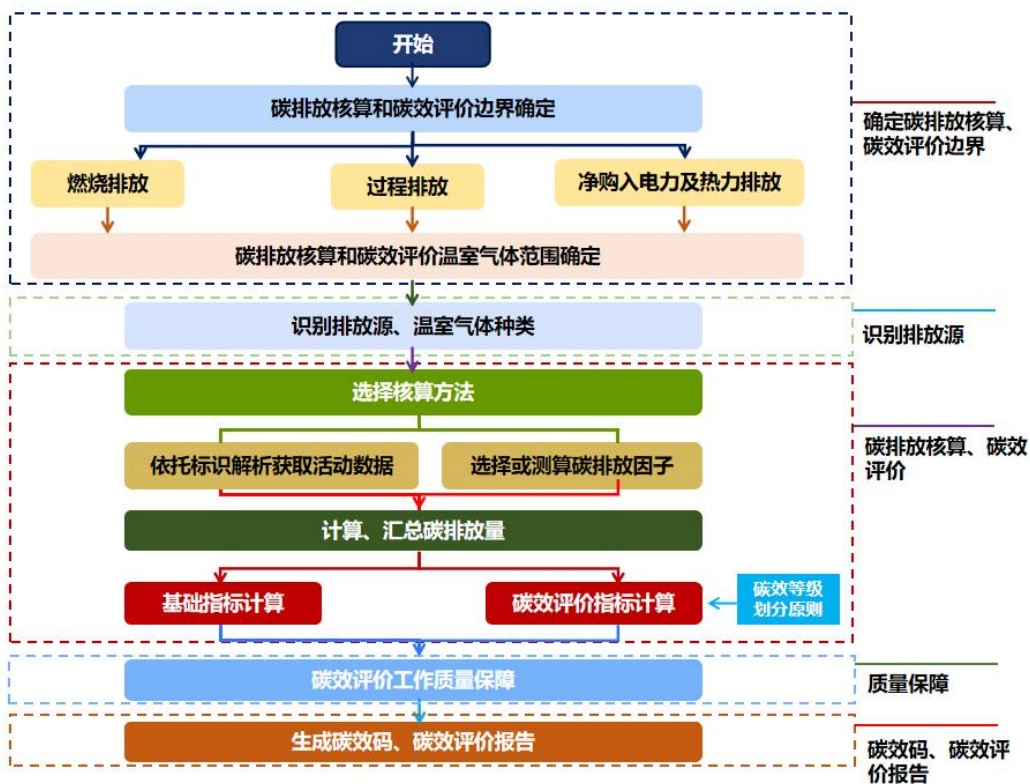 开始
碳排放核算和碳效评价边界确定
确定碳排放核算、
碳效评价边界
燃烧排放
过程排放
净购入电力及热力排放
碳排放核算和碳效评价温室气体范围确定
识别排放源、温室气体种类
识别排放源
选择核算方法
碳排放核算、碳效
评价
依托标识解析获取活动数据
选择或测算碳排放因子
计算、汇总碳排放量
基础指标计算
碳效评价指标计算
碳效等级
划分原则
碳效评价工作质量保障
质量保障
生成碳效码、碳效评价报告
碳效码、碳效评
价报告